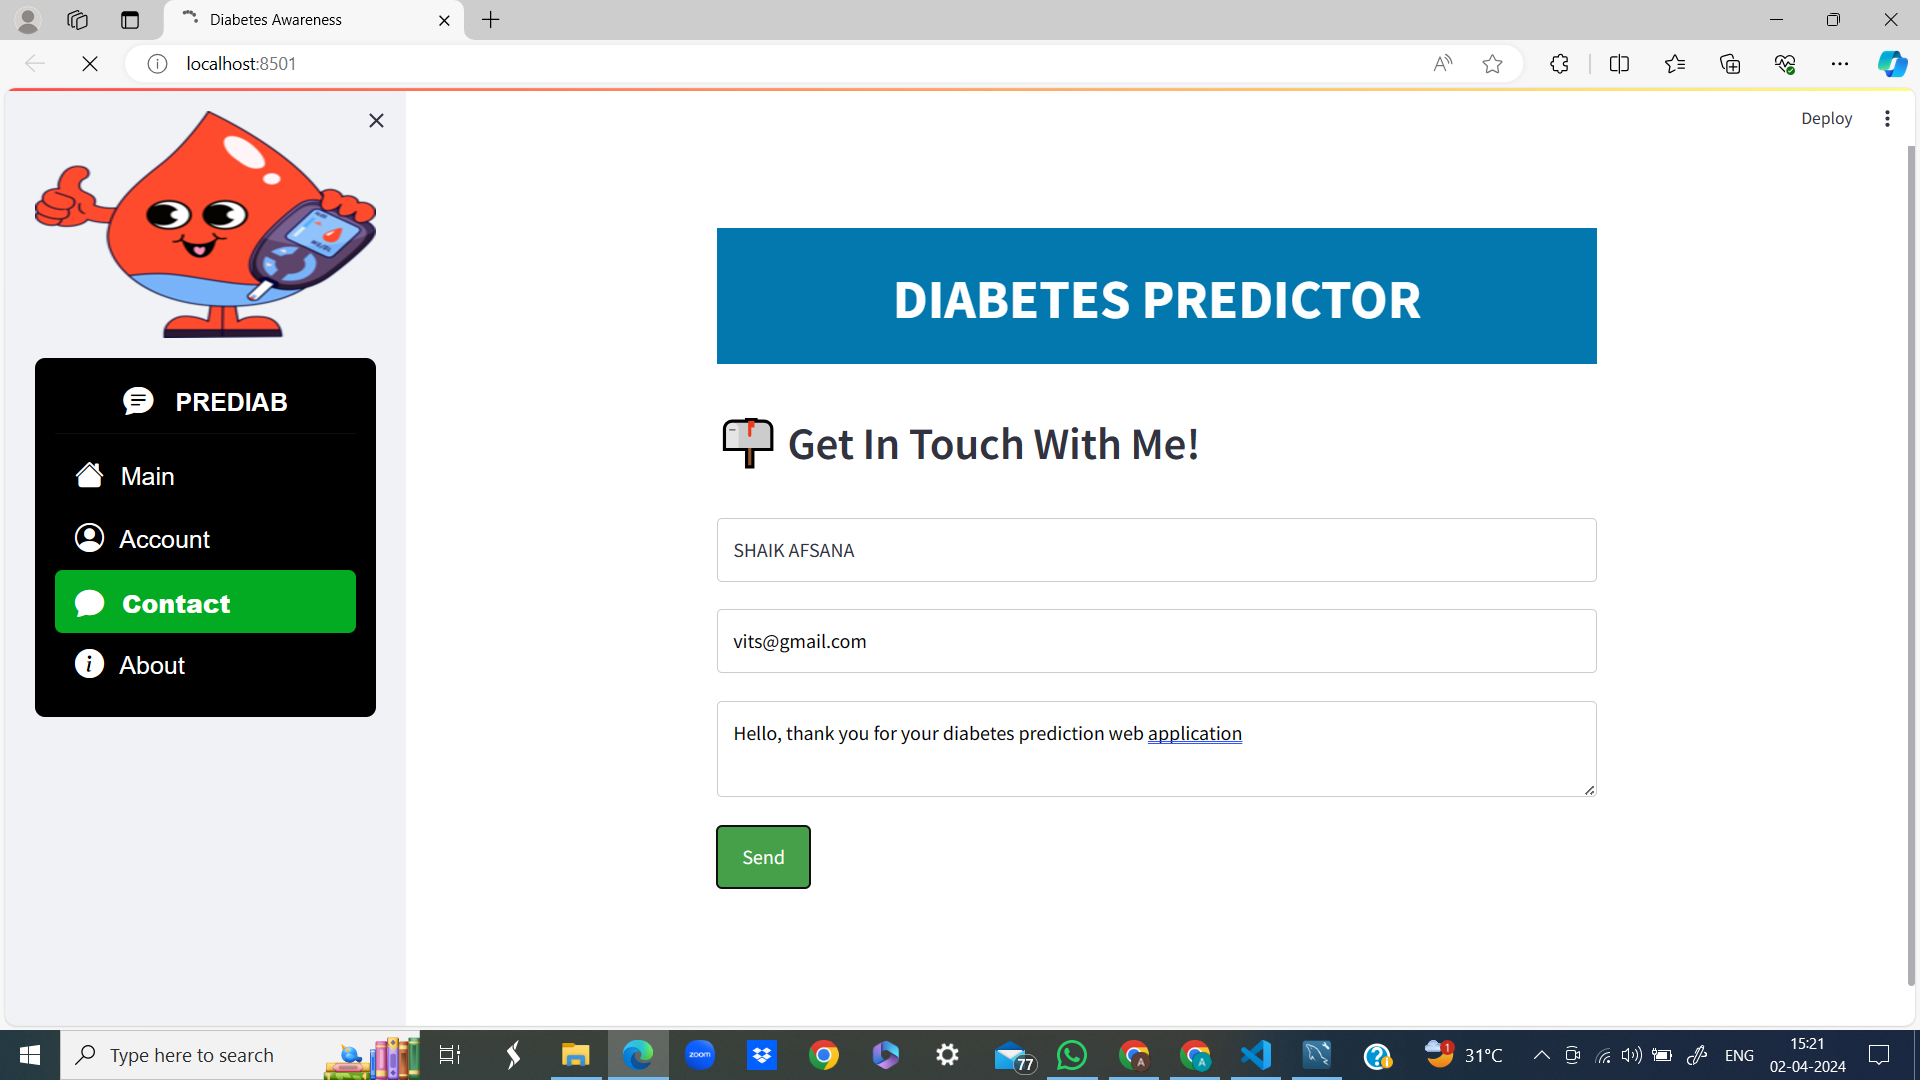 Diabetes Awareness
localhost:8501
Deploy
PREDIAB
Main
Account
Contact
About
DIABETES PREDICTOR
Get In Touch With Me!
SHAIK AFSANA
vits@gmail.com
Hello, thank you for your diabetes prediction web application
Send
Type here to search
zoom
77
A
A
1
31°C
ENG
15:21
02-04-2024